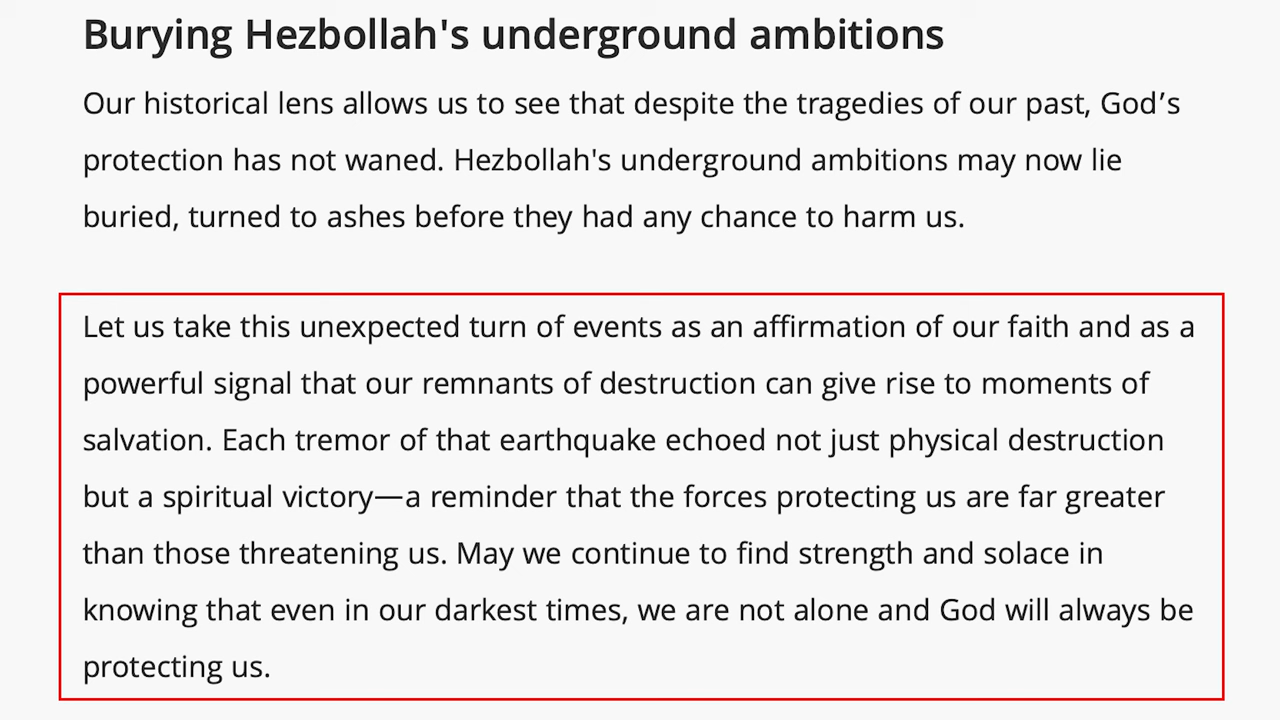 Burying Hezbollah's underground ambitions
Our historical lens allows us to see that despite the tragedies of our past, God’s
protection has not waned. Hezbollah's underground ambitions may now lie
buried, turned to ashes before they had any chance to harm us.
Let us take this unexpected turn of events as an affirmation of our faith and as a
powerful signal that our remnants of destruction can give rise to moments of
salvation. Each tremor of that earthquake echoed not just physical destruction
but a spiritual victory—a reminder that the forces protecting us are far greater
than those threatening us. May we continue to find strength and solace in
knowing that even in our darkest times, we are not alone and God will always be
protecting us.